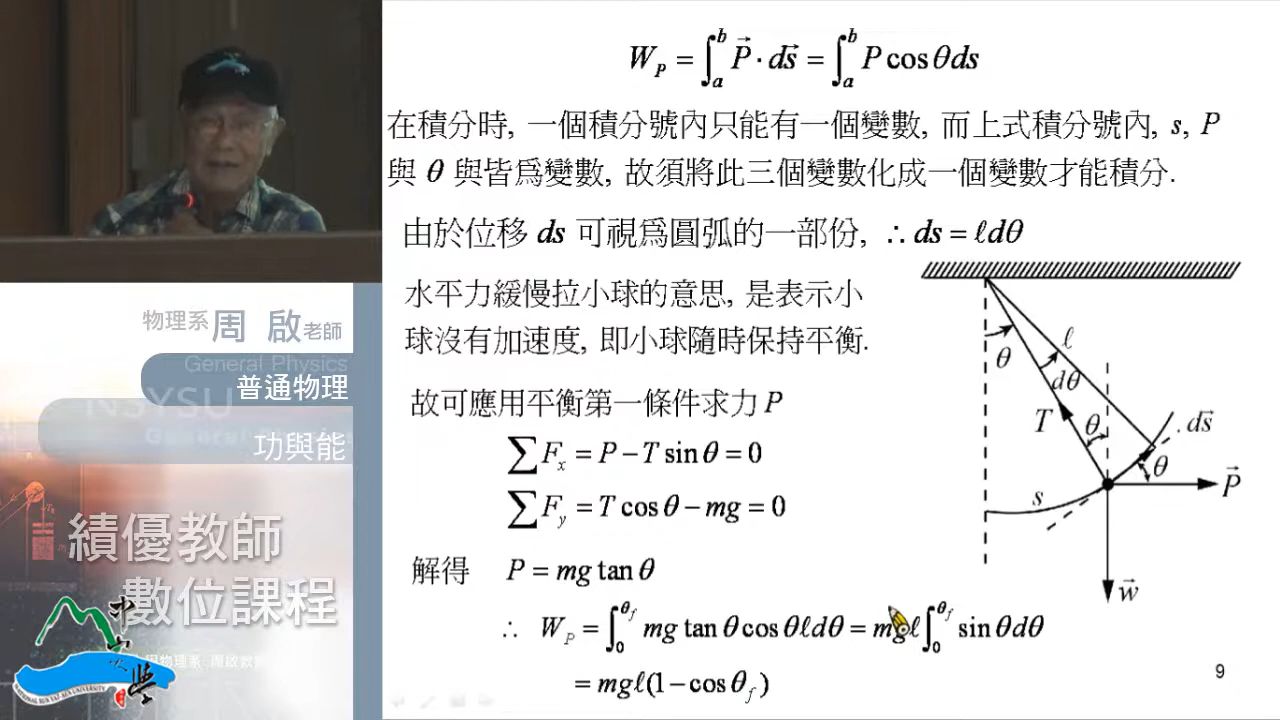 W_P = ∫_a^b P⃗ · ds⃗ = ∫_a^b P cos θ ds
在積分時, 一個積分號內只能有一個變數, 而上式積分號內, s, P
與 θ 與皆為變數, 故須將此三個變數化成一個變數才能積分.
由於位移 ds 可視為圓弧的一部份, ∴ ds = ℓdθ
水平力緩慢拉小球的意思, 是表示小
球沒有加速度, 即小球隨時保持平衡.
故可應用平衡第一條件求力 P
∑F_x = P − T sin θ = 0
∑F_y = T cos θ − mg = 0
解得 P = mg tan θ
∴ W_P = ∫_0^θ_f mg tan θ cos θ ℓdθ = mgℓ ∫_0^θ_f sin θ dθ
= mgℓ(1 − cos θ_f)
θ
ℓ
dθ
T
θ
ds⃗
θ
P⃗
s
w⃗
9
物理系 周 啟 老師
General Physics
普通物理
NSYSU
功與能
績優教師
數位課程
中山大學